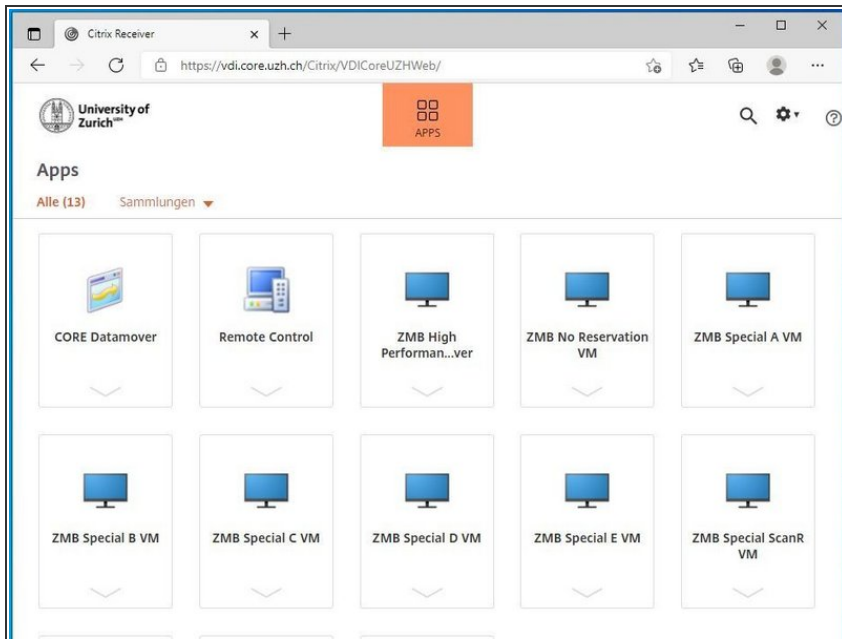 Citrix Receiver
https://vdi.core.uzh.ch/Citrix/VDICoreUZHWeb/
University of
Zurich UZH
APPS
Apps
Alle (13) Sammlungen
CORE Datamover
Remote Control
ZMB High
Performan...ver
ZMB No Reservation
VM
ZMB Special A VM
ZMB Special B VM
ZMB Special C VM
ZMB Special D VM
ZMB Special E VM
ZMB Special ScanR
VM